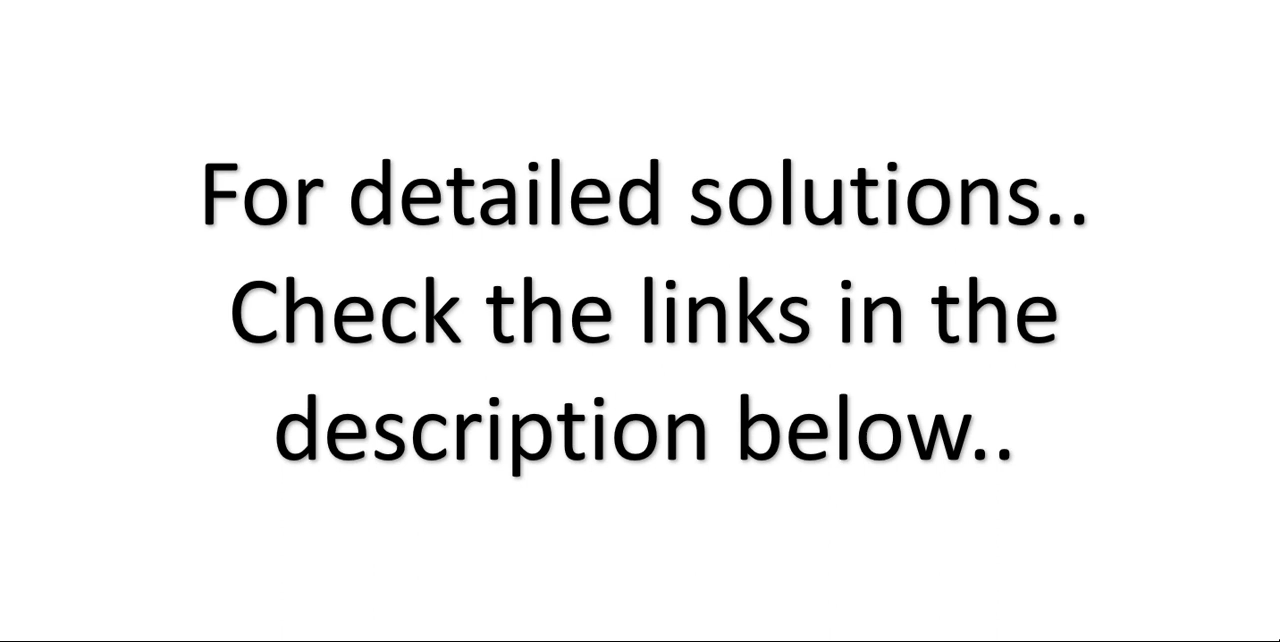 For detailed solutions..
Check the links in the
description below..